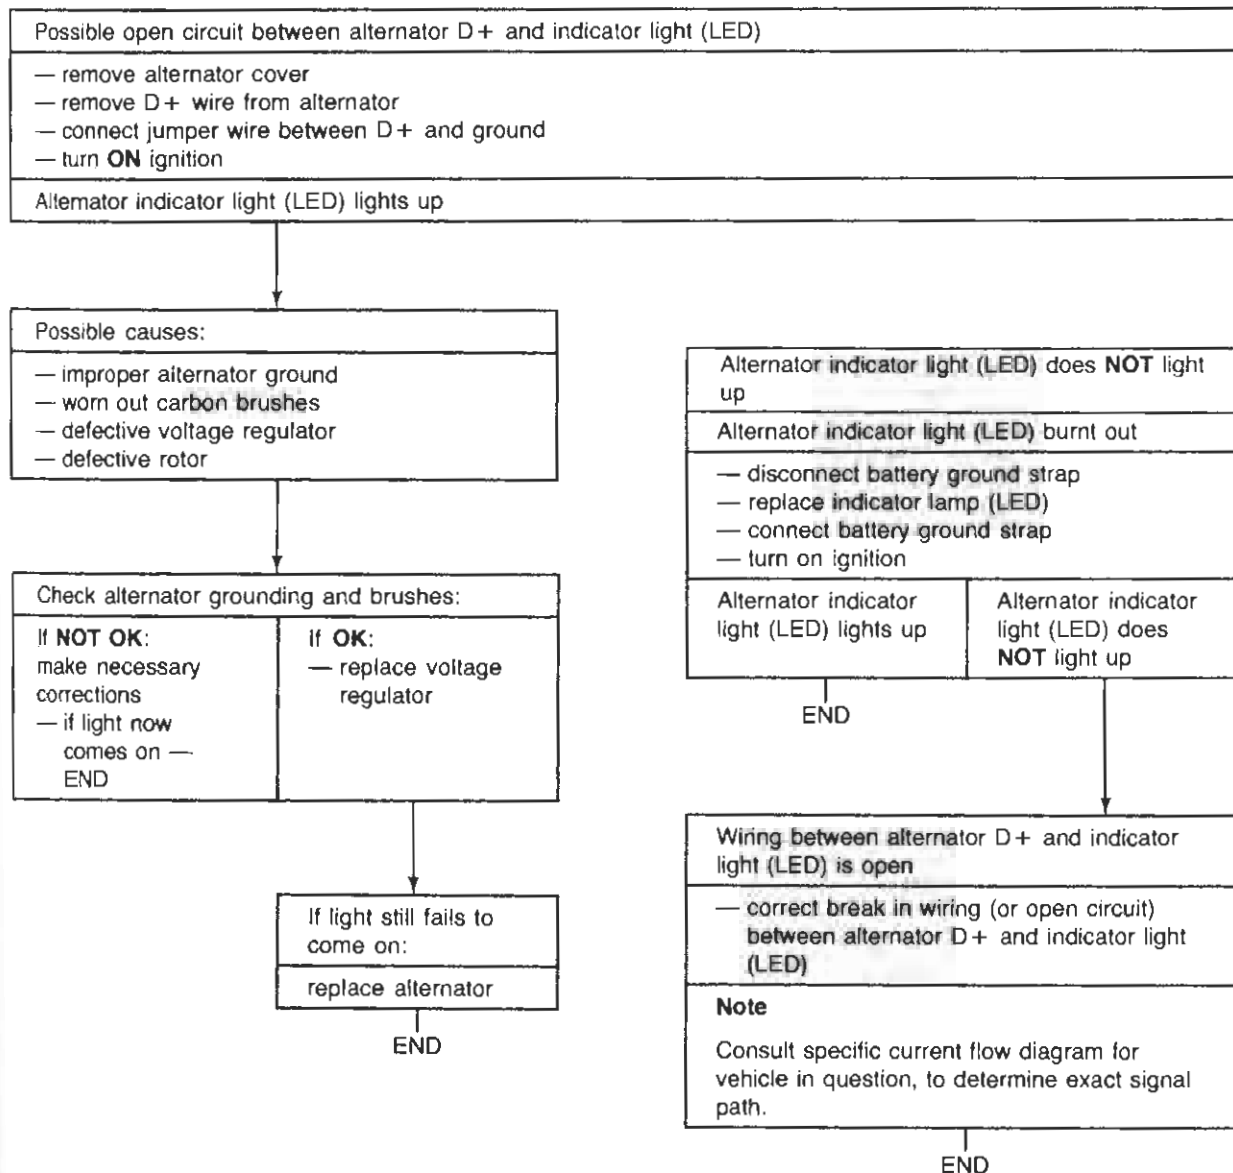 Possible open circuit between alternator D+ and indicator light (LED)
— remove alternator cover
— remove D+ wire from alternator
— connect jumper wire between D+ and ground
— turn ON ignition
Alternator indicator light (LED) lights up
Possible causes:
— improper alternator ground
— worn out carbon brushes
— defective voltage regulator
— defective rotor
Check alternator grounding and brushes:
If NOT OK:
make necessary
corrections
— if light now
comes on —
END
If OK:
— replace voltage
regulator
If light still fails to
come on:
replace alternator
END
Alternator indicator light (LED) does NOT light
up
Alternator indicator light (LED) burnt out
— disconnect battery ground strap
— replace indicator lamp (LED)
— connect battery ground strap
— turn on ignition
Alternator indicator
light (LED) lights up
END
Alternator indicator
light (LED) does
NOT light up
Wiring between alternator D+ and indicator
light (LED) is open
— correct break in wiring (or open circuit)
between alternator D+ and indicator light
(LED)
Note
Consult specific current flow diagram for
vehicle in question, to determine exact signal
path.
END